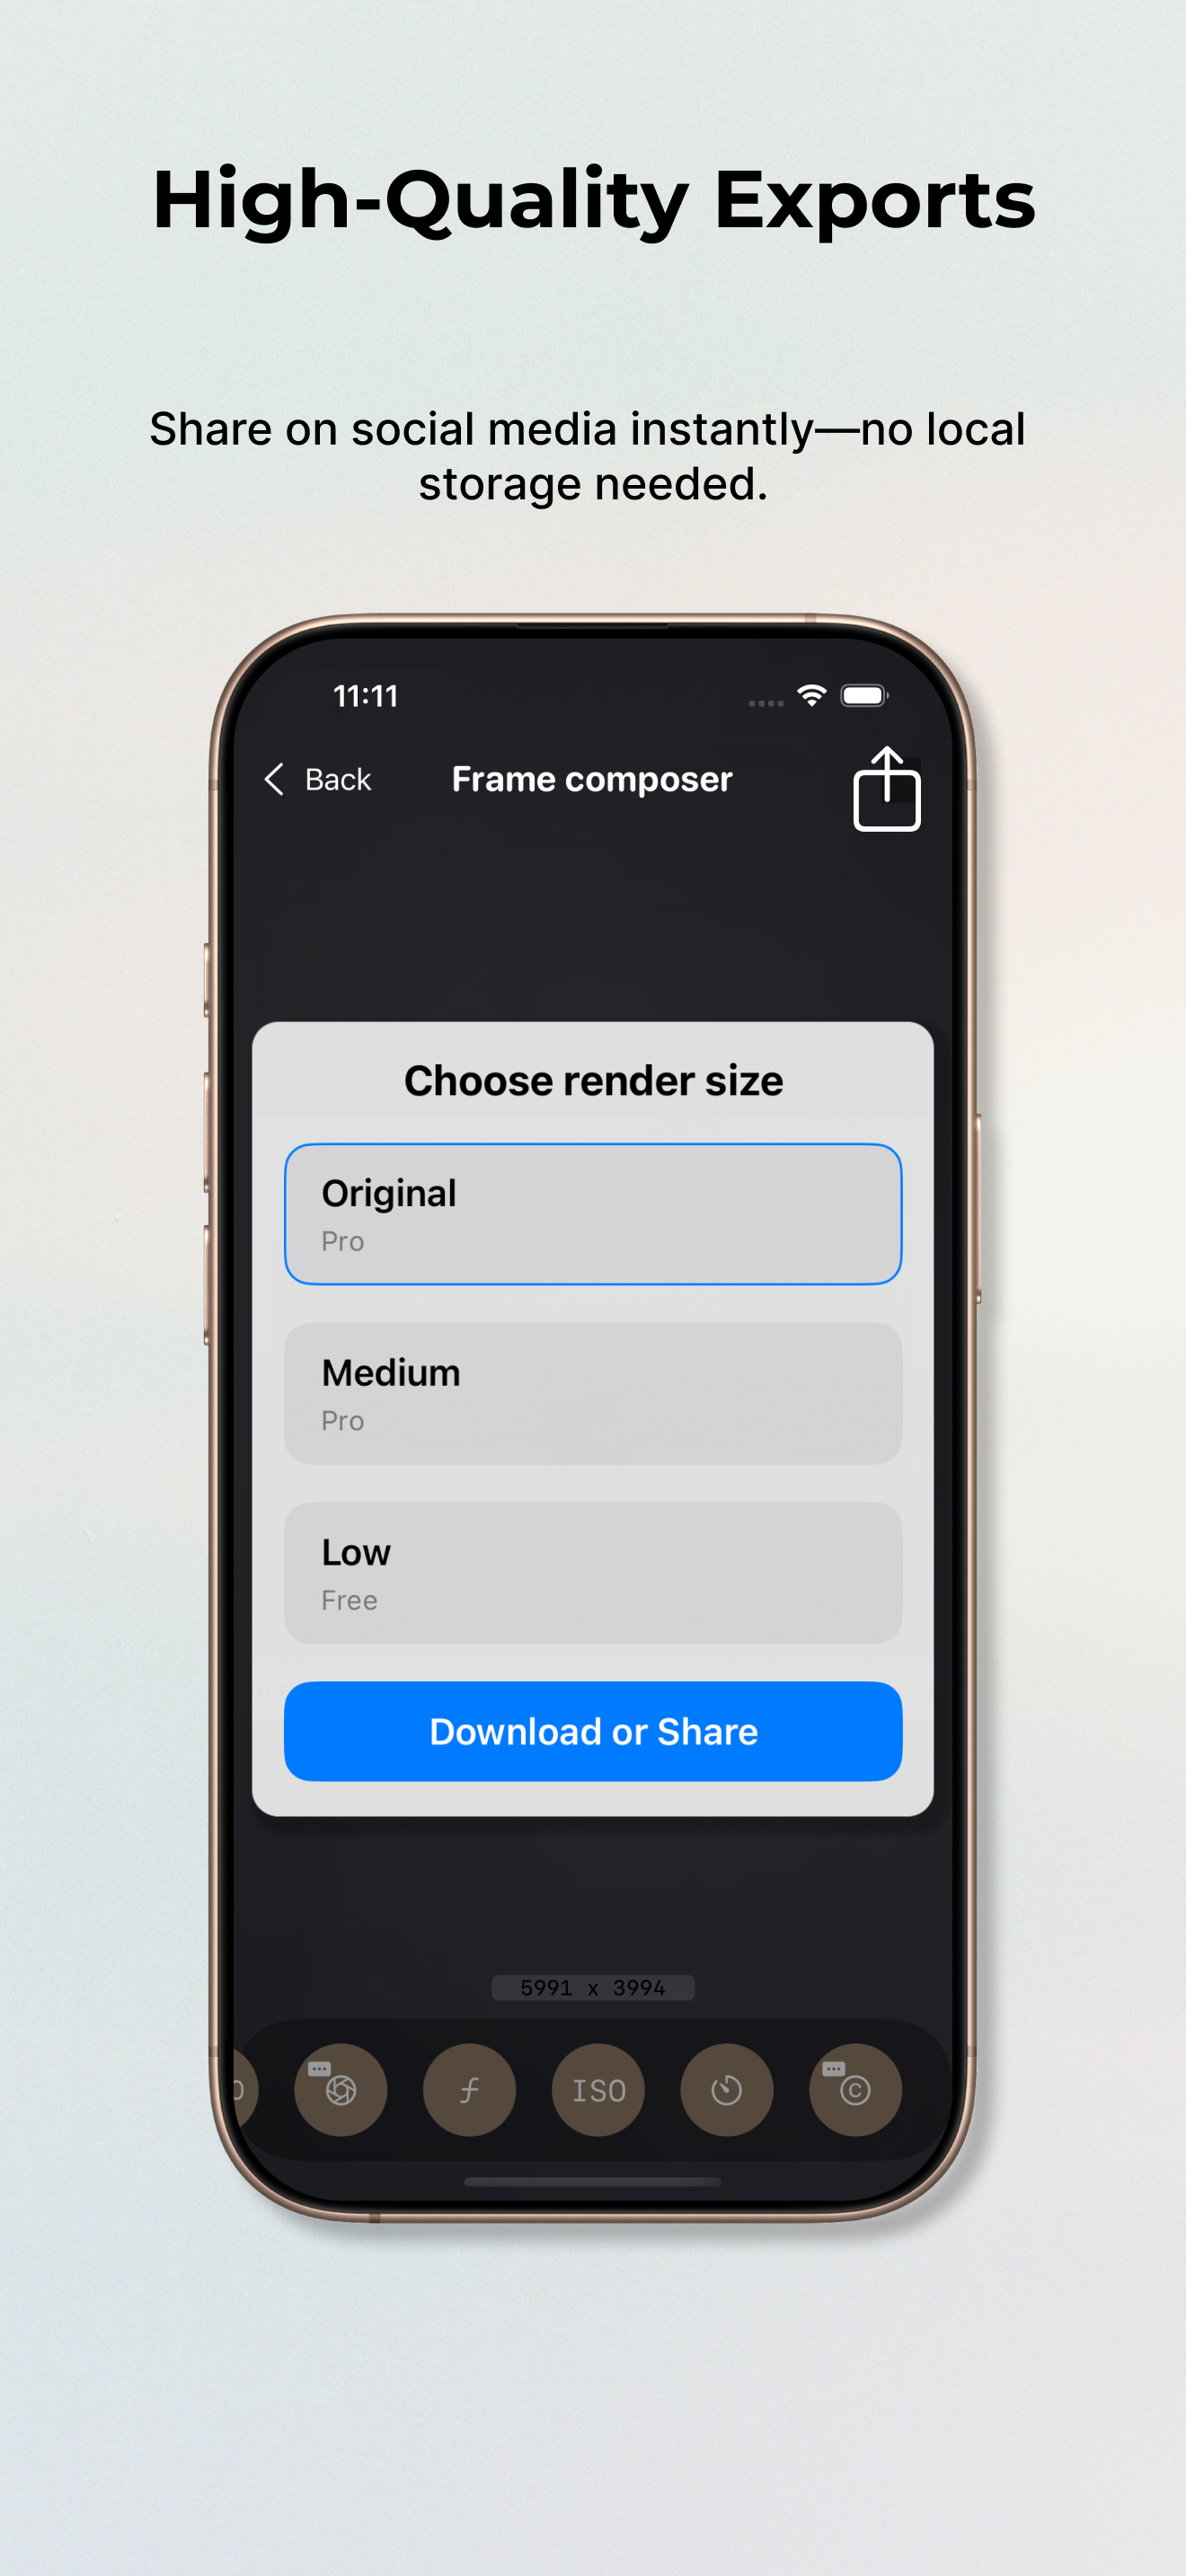 High-Quality Exports
Share on social media instantly—no local
storage needed.
11:11
Back
Frame composer
Choose render size
Original
Pro
Medium
Pro
Low
Free
Download or Share
5991 x 3994
ƒ
ISO
©